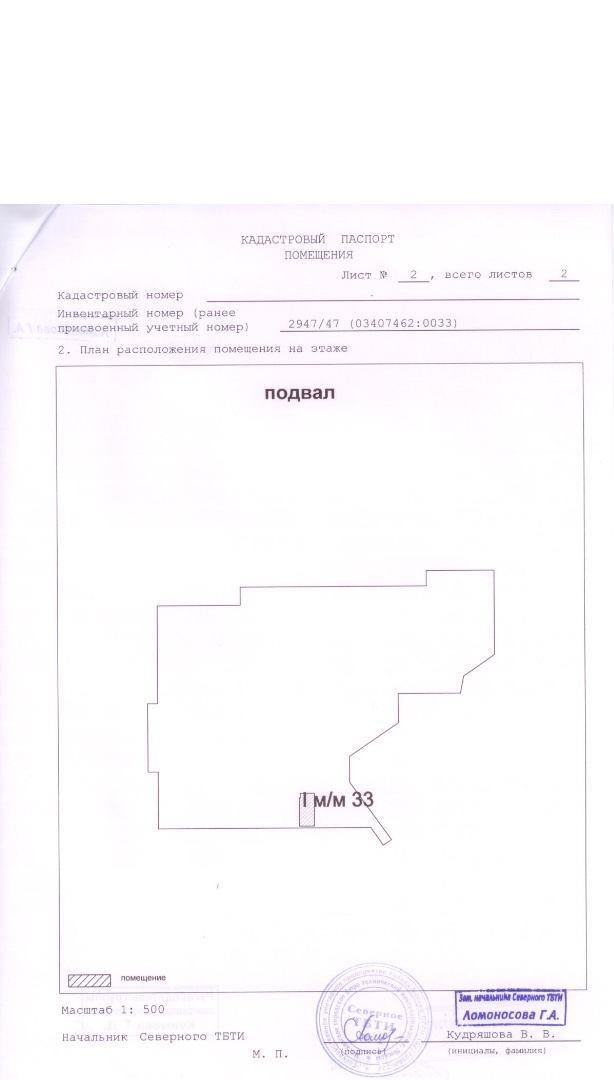 КАДАСТРОВЫЙ ПАСПОРТ
ПОМЕЩЕНИЯ
Лист № 2 , всего листов 2
Кадастровый номер
Инвентарный номер (ранее
присвоенный учетный номер) 2947/47 (03407462:0033)
2. План расположения помещения на этаже
подвал
I м/м 33
помещение
Масштаб 1: 500
Северное
ТБТИ
Зам. начальника Северного ТБТИ
Ломоносова Г.А.
Начальник Северного ТБТИ
Кудряшова В. В.
М. П.
(подпись)
(инициалы, фамилия)